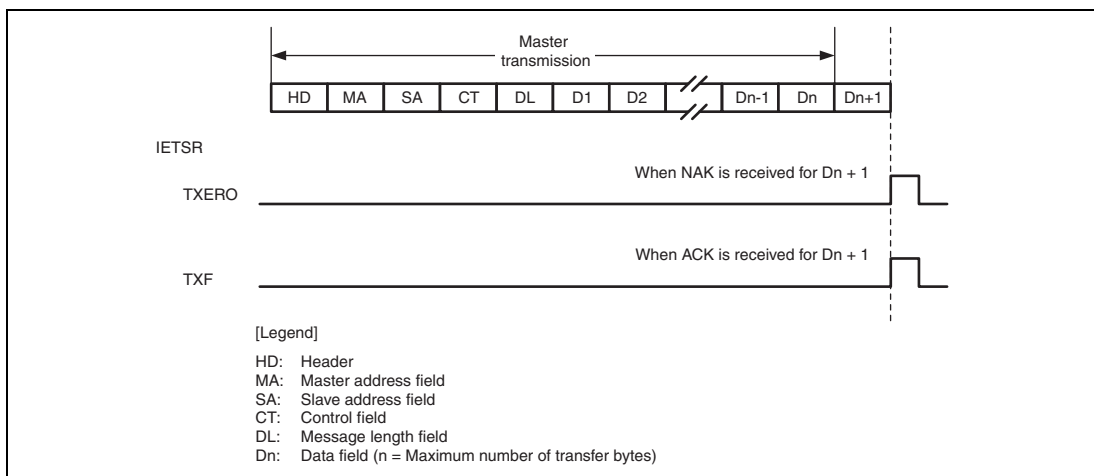 Master
transmission
HD MA SA CT DL D1 D2 Dn-1 Dn Dn+1
IETSR
When NAK is received for Dn + 1
TXERO
When ACK is received for Dn + 1
TXF
[Legend]
HD: Header
MA: Master address field
SA: Slave address field
CT: Control field
DL: Message length field
Dn: Data field (n = Maximum number of transfer bytes)